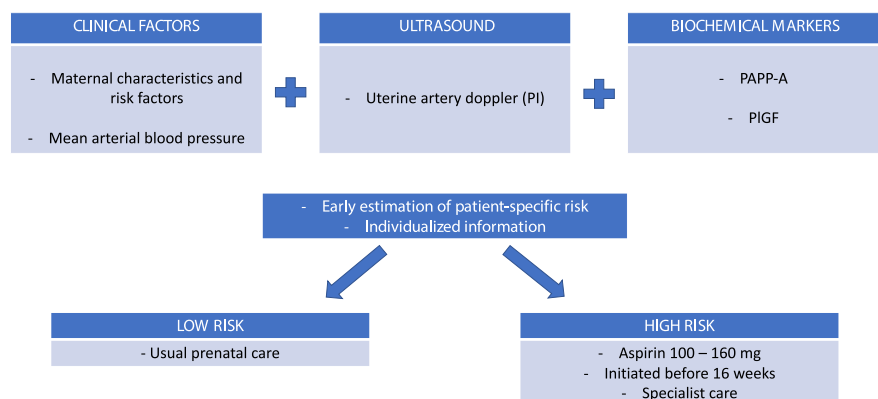 CLINICAL FACTORS
- Maternal characteristics and
risk factors
- Mean arterial blood pressure
ULTRASOUND
- Uterine artery doppler (PI)
BIOCHEMICAL MARKERS
- PAPP-A
- PlGF
- Early estimation of patient-specific risk
- Individualized information
LOW RISK
- Usual prenatal care
HIGH RISK
- Aspirin 100 – 160 mg
- Initiated before 16 weeks
- Specialist care